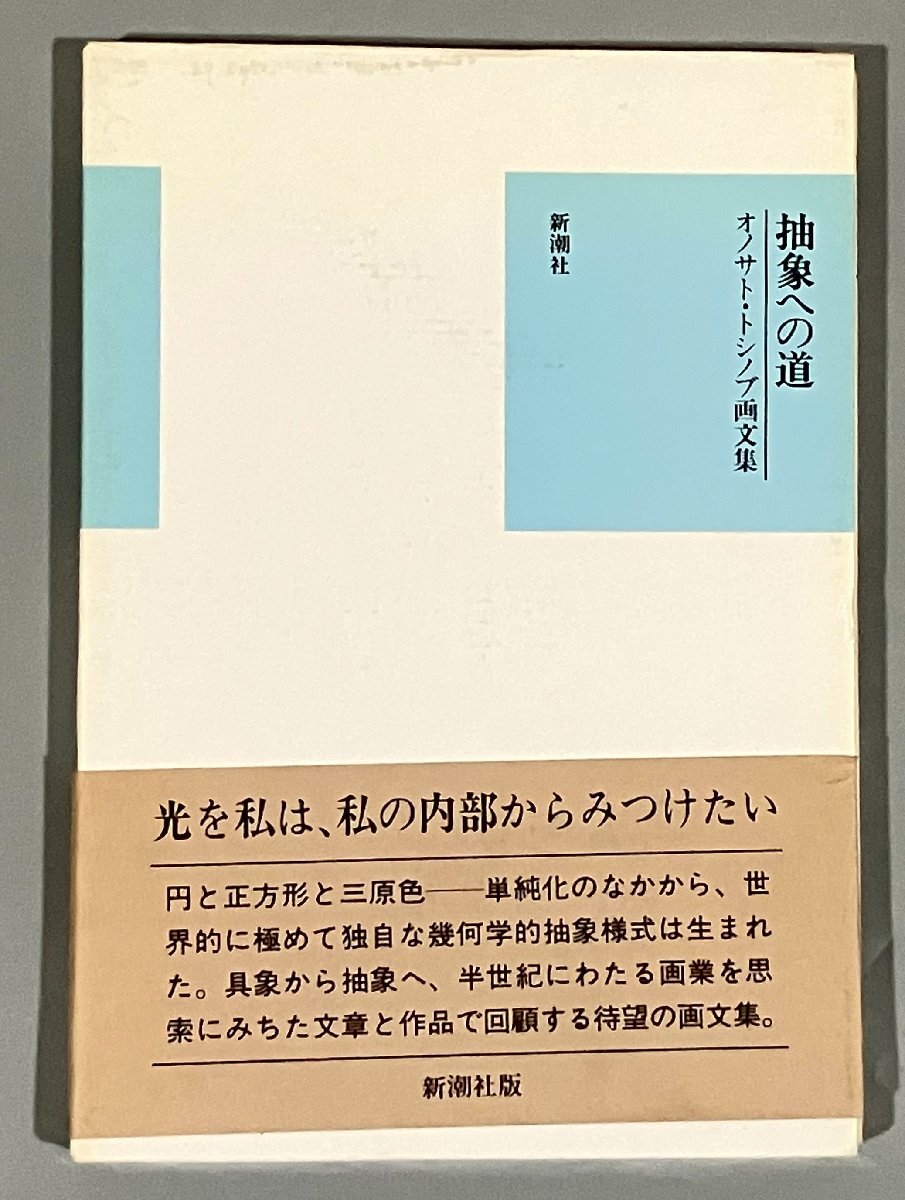 抽象への道
オノサト・トシノブ画文集
新潮社
光を私は、私の内部からみつけたい
円と正方形と三原色——単純化のなかから、世
界的に極めて独自な幾何学的抽象様式は生まれ
た。具象から抽象へ、半世紀にわたる画業を思
索にみちた文章と作品で回顧する待望の画文集。
新潮社版